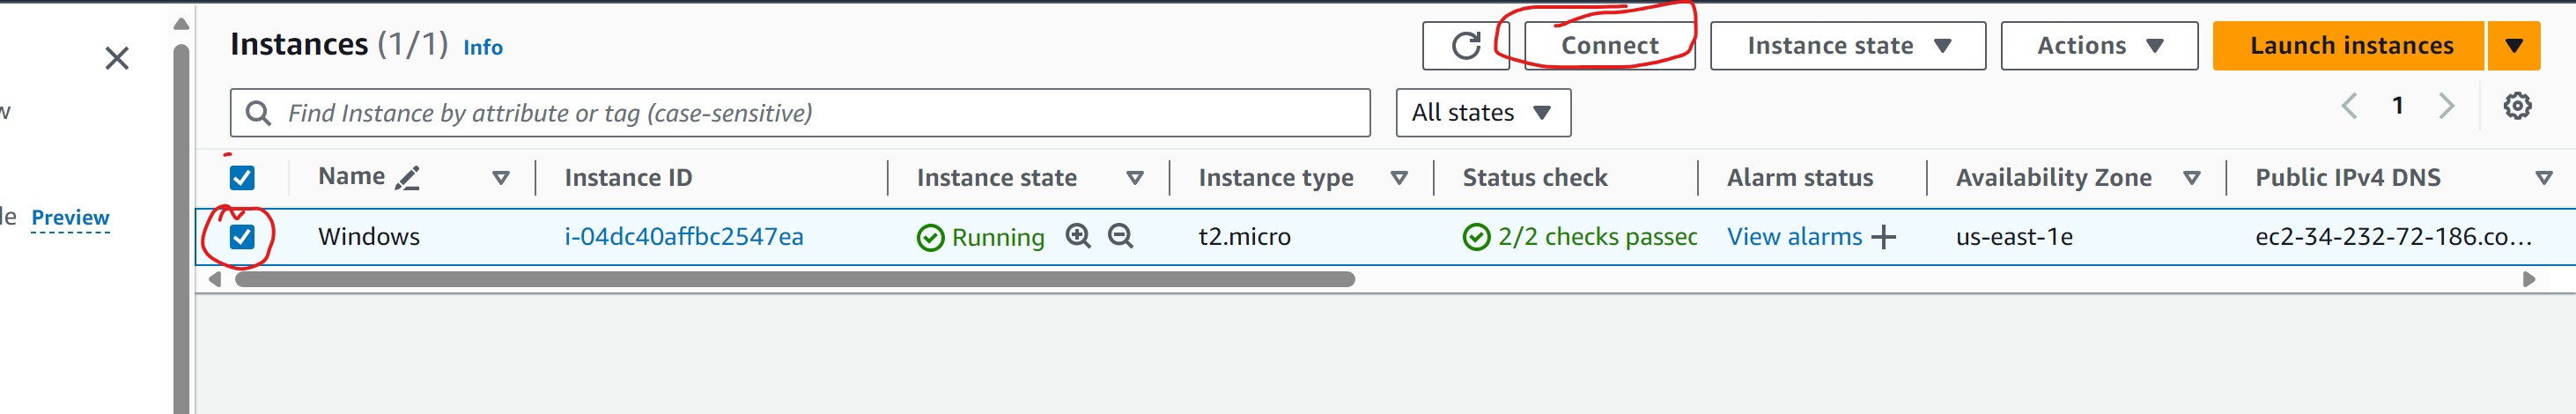 Instances (1/1) Info Connect Instance state Actions Launch instances
Find Instance by attribute or tag (case-sensitive) All states 1
Name Instance ID Instance state Instance type Status check Alarm status Availability Zone Public IPv4 DNS
Preview Windows i-04dc40affbc2547ea Running t2.micro 2/2 checks passec View alarms us-east-1e ec2-34-232-72-186.co...